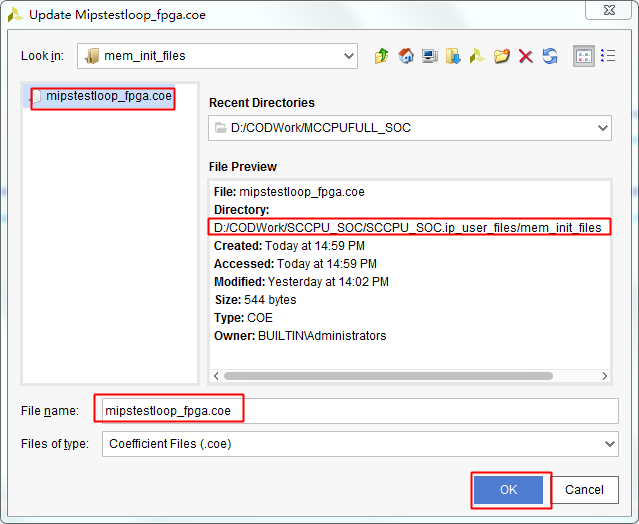 Update Mipstestloop_fpga.coe
Look in: mem_init_files
mipstestloop_fpga.coe
Recent Directories
D:/CODWork/MCCPUFULL_SOC
File Preview
File: mipstestloop_fpga.coe
Directory:
D:/CODWork/SCCPU_SOC/SCCPU_SOC.ip_user_files/mem_init_files
Created: Today at 14:59 PM
Accessed: Today at 14:59 PM
Modified: Yesterday at 14:02 PM
Size: 544 bytes
Type: COE
Owner: BUILTIN\Administrators
File name: mipstestloop_fpga.coe
Files of type: Coefficient Files (.coe)
OK Cancel